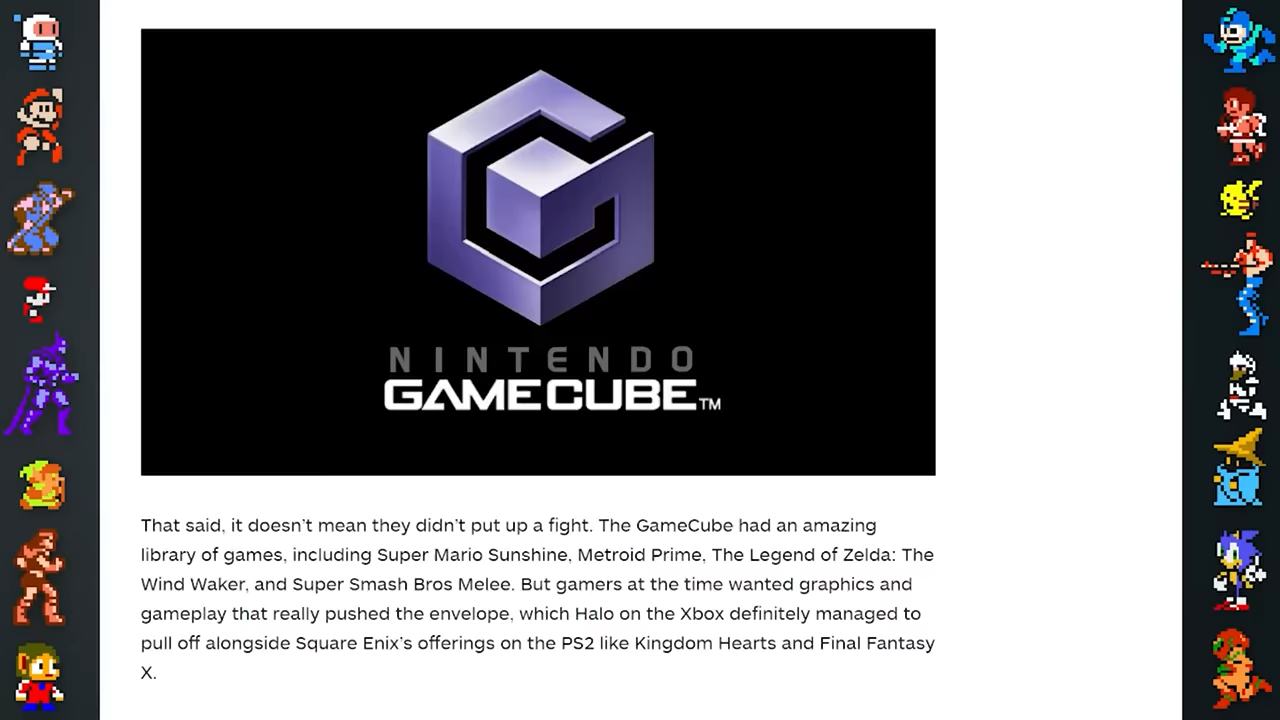 NINTENDO
GAMECUBE™
That said, it doesn't mean they didn't put up a fight. The GameCube had an amazing
library of games, including Super Mario Sunshine, Metroid Prime, The Legend of Zelda: The
Wind Waker, and Super Smash Bros Melee. But gamers at the time wanted graphics and
gameplay that really pushed the envelope, which Halo on the Xbox definitely managed to
pull off alongside Square Enix's offerings on the PS2 like Kingdom Hearts and Final Fantasy
X.